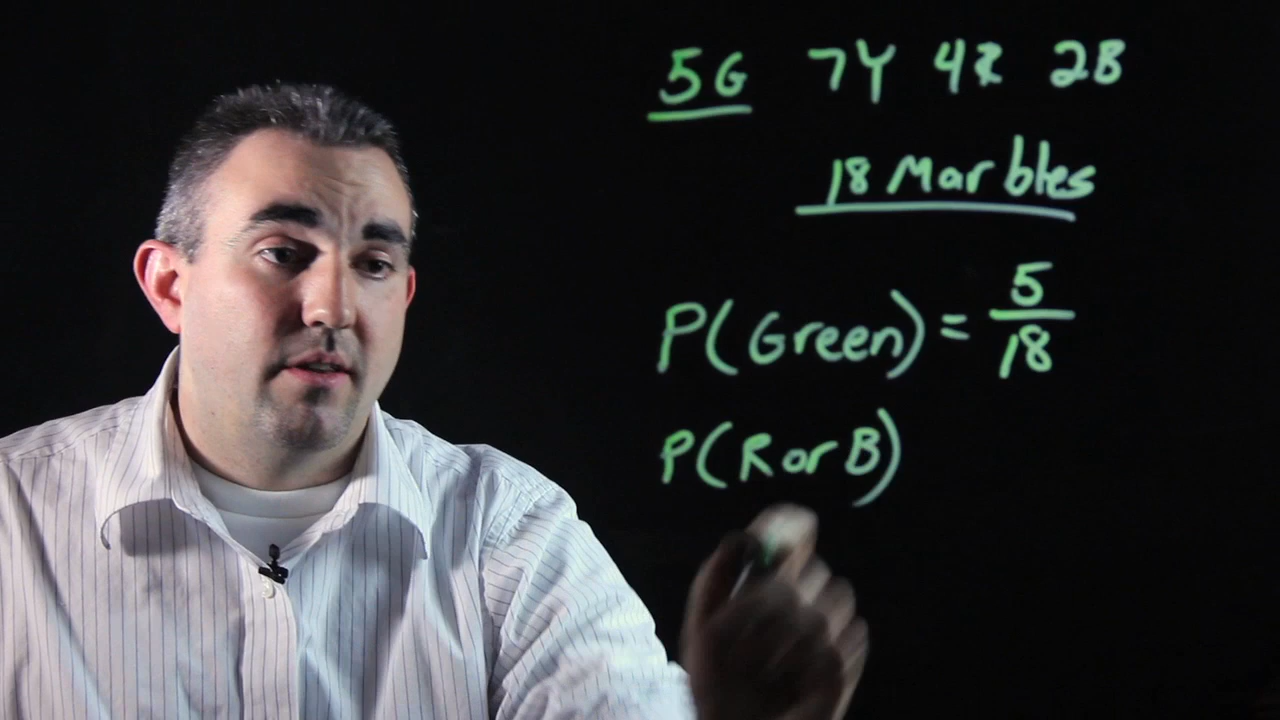 5G 7Y 4R 2B
18 Marbles
P(Green) = 5/18
P(R or B)